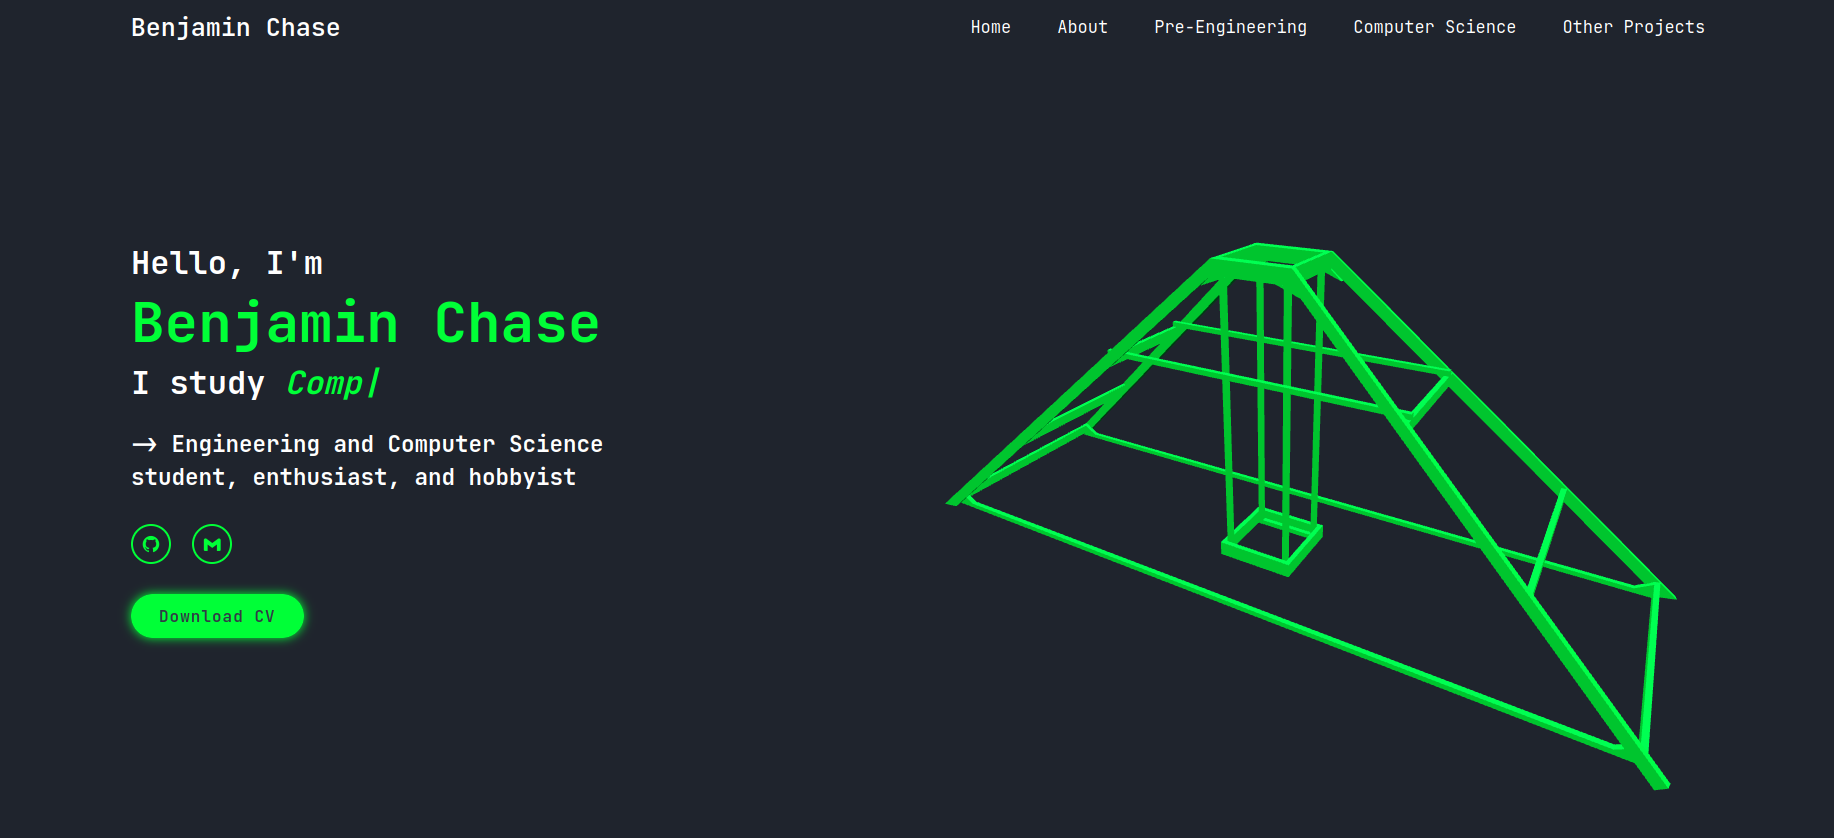 Benjamin Chase
Home About Pre-Engineering Computer Science Other Projects
Hello, I'm
Benjamin Chase
I study Comp|
→ Engineering and Computer Science
student, enthusiast, and hobbyist
Download CV